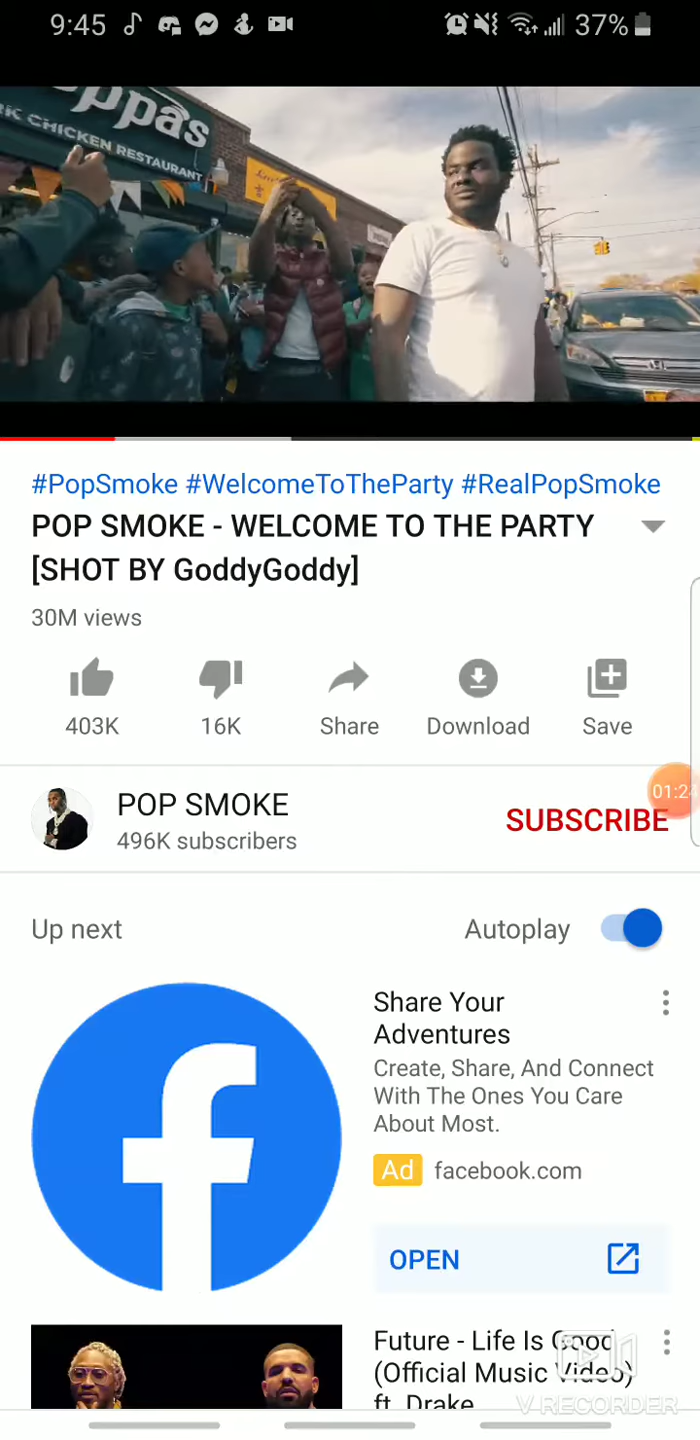 9:45
37%
ppas
CHICKEN RESTAURANT
#PopSmoke #WelcomeToTheParty #RealPopSmoke
POP SMOKE - WELCOME TO THE PARTY
[SHOT BY GoddyGoddy]
30M views
403K
16K
Share
Download
Save
POP SMOKE
496K subscribers
SUBSCRIBE
01:24
Up next
Autoplay
Share Your
Adventures
Create, Share, And Connect
With The Ones You Care
About Most.
Ad facebook.com
OPEN
Future - Life Is Good
(Official Music Video)
ft. Drake
V RECORDER